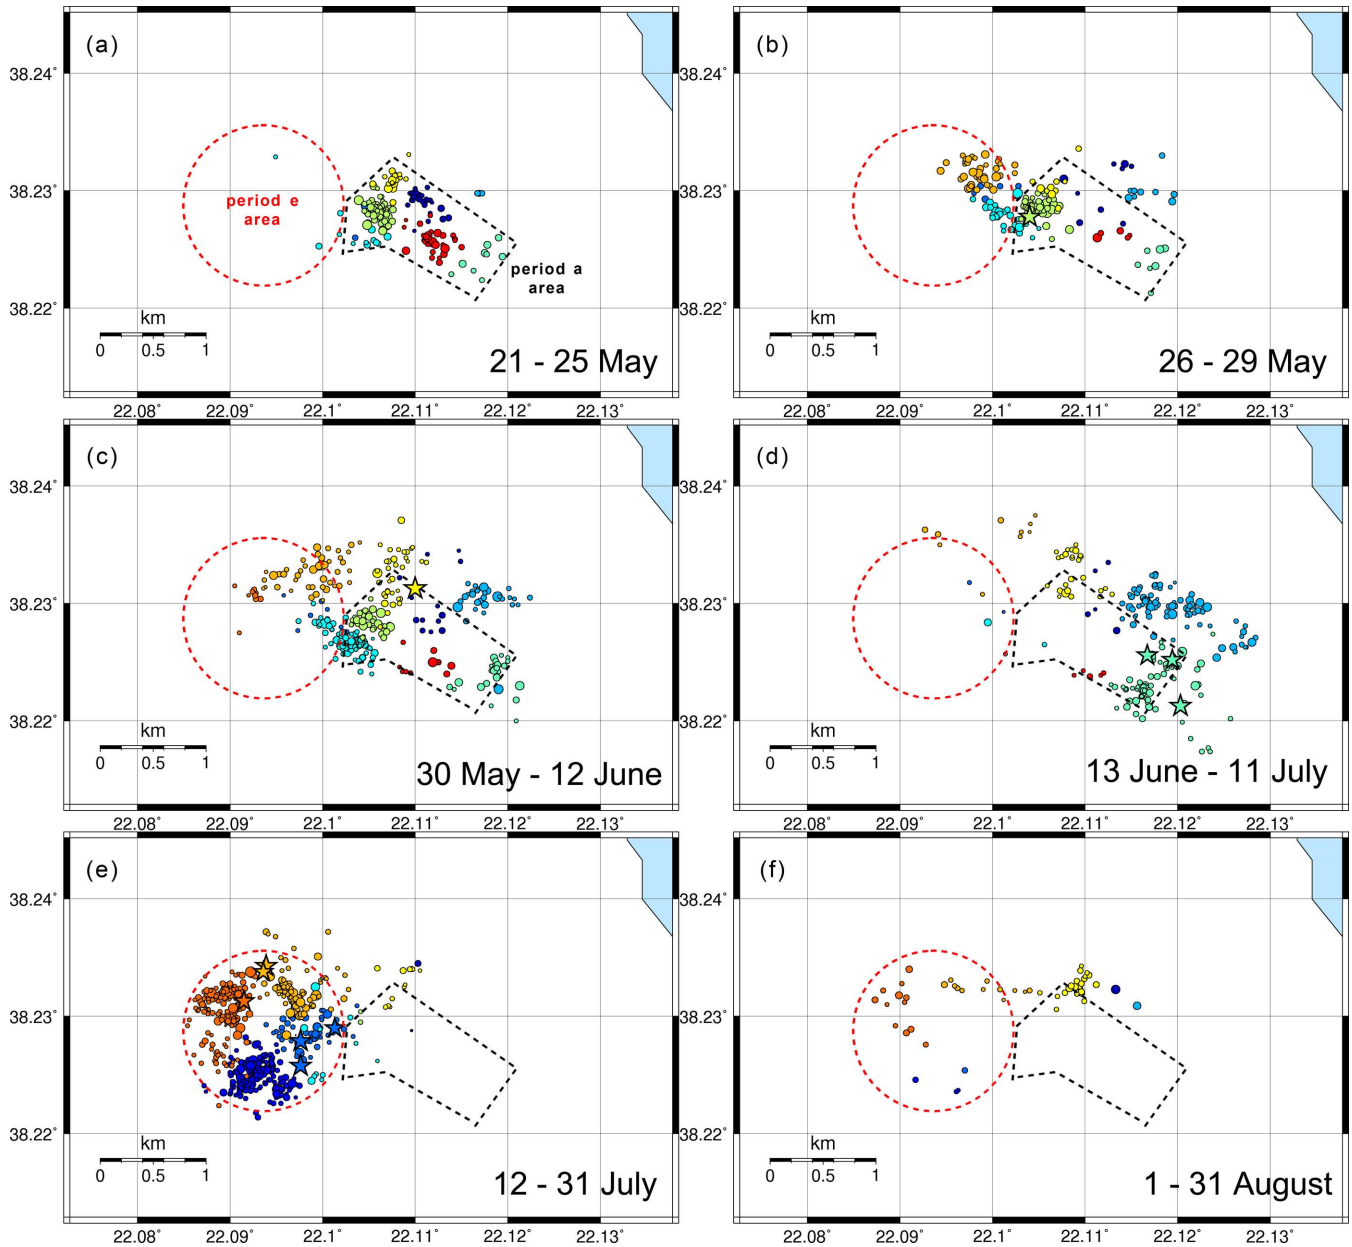 (a)
38.24°
38.23°
38.22°
period e
area
period a
area
km
0 0.5 1
21 - 25 May
22.08° 22.09° 22.1° 22.11° 22.12° 22.13°
(b)
38.24°
38.23°
38.22°
km
0 0.5 1
26 - 29 May
22.08° 22.09° 22.1° 22.11° 22.12° 22.13°
(c)
38.24°
38.23°
38.22°
km
0 0.5 1
30 May - 12 June
22.08° 22.09° 22.1° 22.11° 22.12° 22.13°
(d)
38.24°
38.23°
38.22°
km
0 0.5 1
13 June - 11 July
22.08° 22.09° 22.1° 22.11° 22.12° 22.13°
(e)
38.24°
38.23°
38.22°
km
0 0.5 1
12 - 31 July
22.08° 22.09° 22.1° 22.11° 22.12° 22.13°
(f)
38.24°
38.23°
38.22°
km
0 0.5 1
1 - 31 August
22.08° 22.09° 22.1° 22.11° 22.12° 22.13°